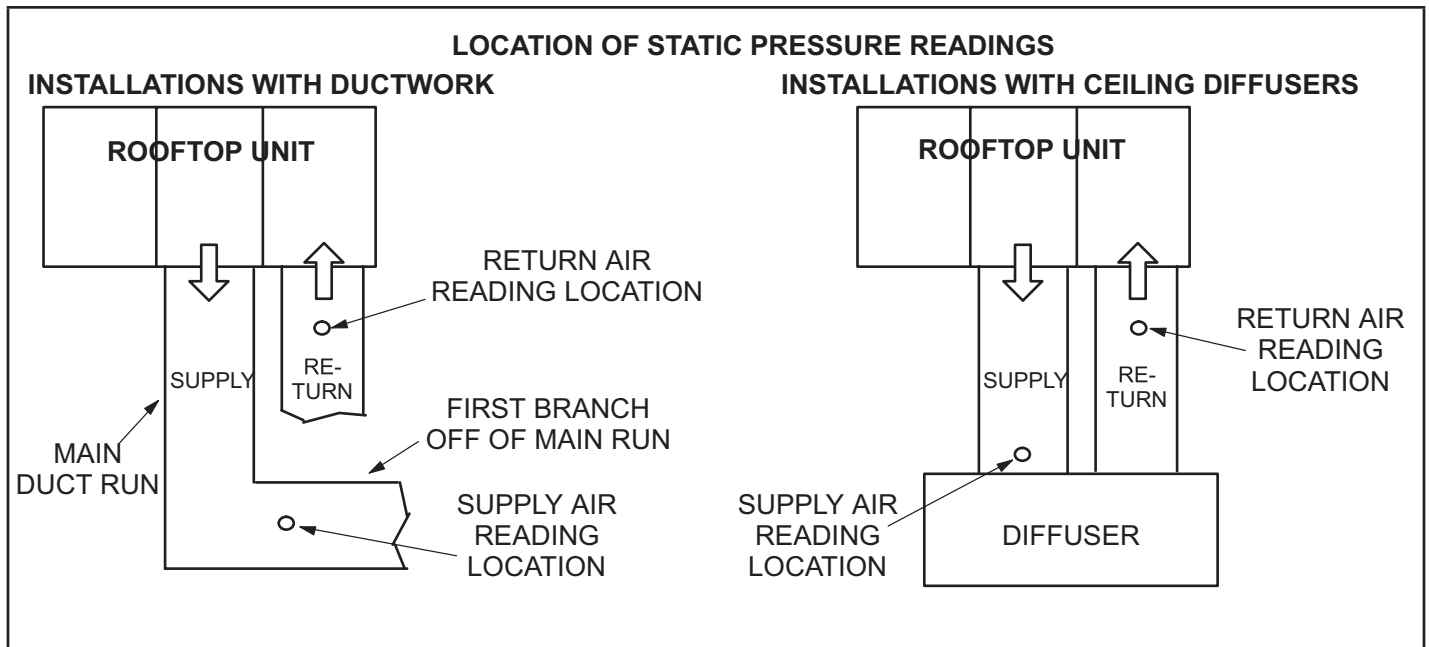 LOCATION OF STATIC PRESSURE READINGS
INSTALLATIONS WITH DUCTWORK
ROOFTOP UNIT
RETURN AIR
READING LOCATION
SUPPLY
RE-
TURN
FIRST BRANCH
OFF OF MAIN RUN
MAIN
DUCT RUN
SUPPLY AIR
READING
LOCATION
INSTALLATIONS WITH CEILING DIFFUSERS
ROOFTOP UNIT
RETURN AIR
READING
LOCATION
SUPPLY
RE-
TURN
SUPPLY AIR
READING
LOCATION
DIFFUSER